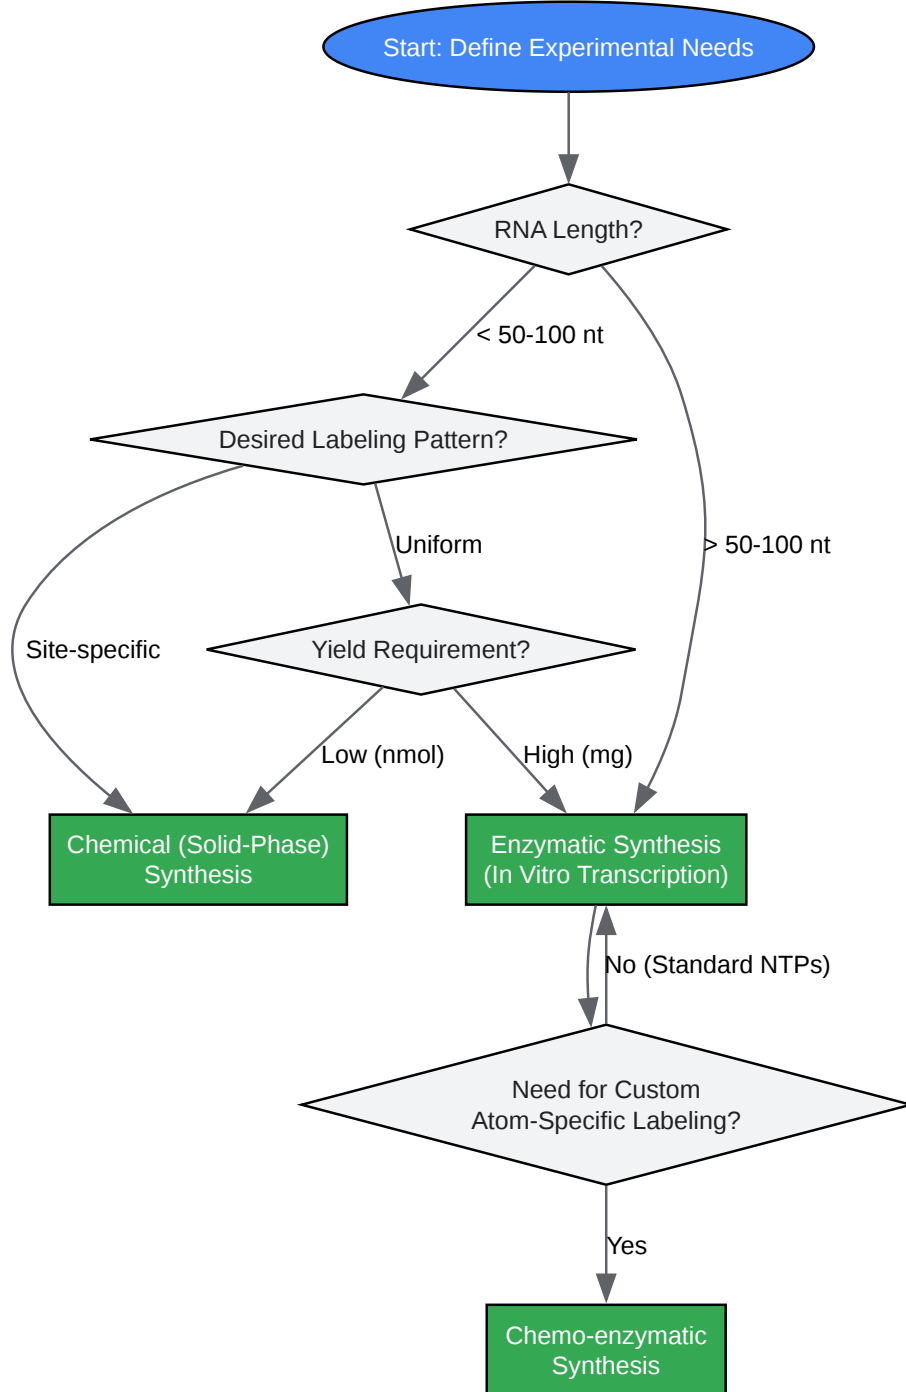 Start: Define Experimental Needs
RNA Length?
< 50-100 nt
Desired Labeling Pattern?
Uniform
> 50-100 nt
Site-specific
Yield Requirement?
Low (nmol)
High (mg)
Chemical (Solid-Phase)
Synthesis
Enzymatic Synthesis
(In Vitro Transcription)
No (Standard NTPs)
Need for Custom
Atom-Specific Labeling?
Yes
Chemo-enzymatic
Synthesis